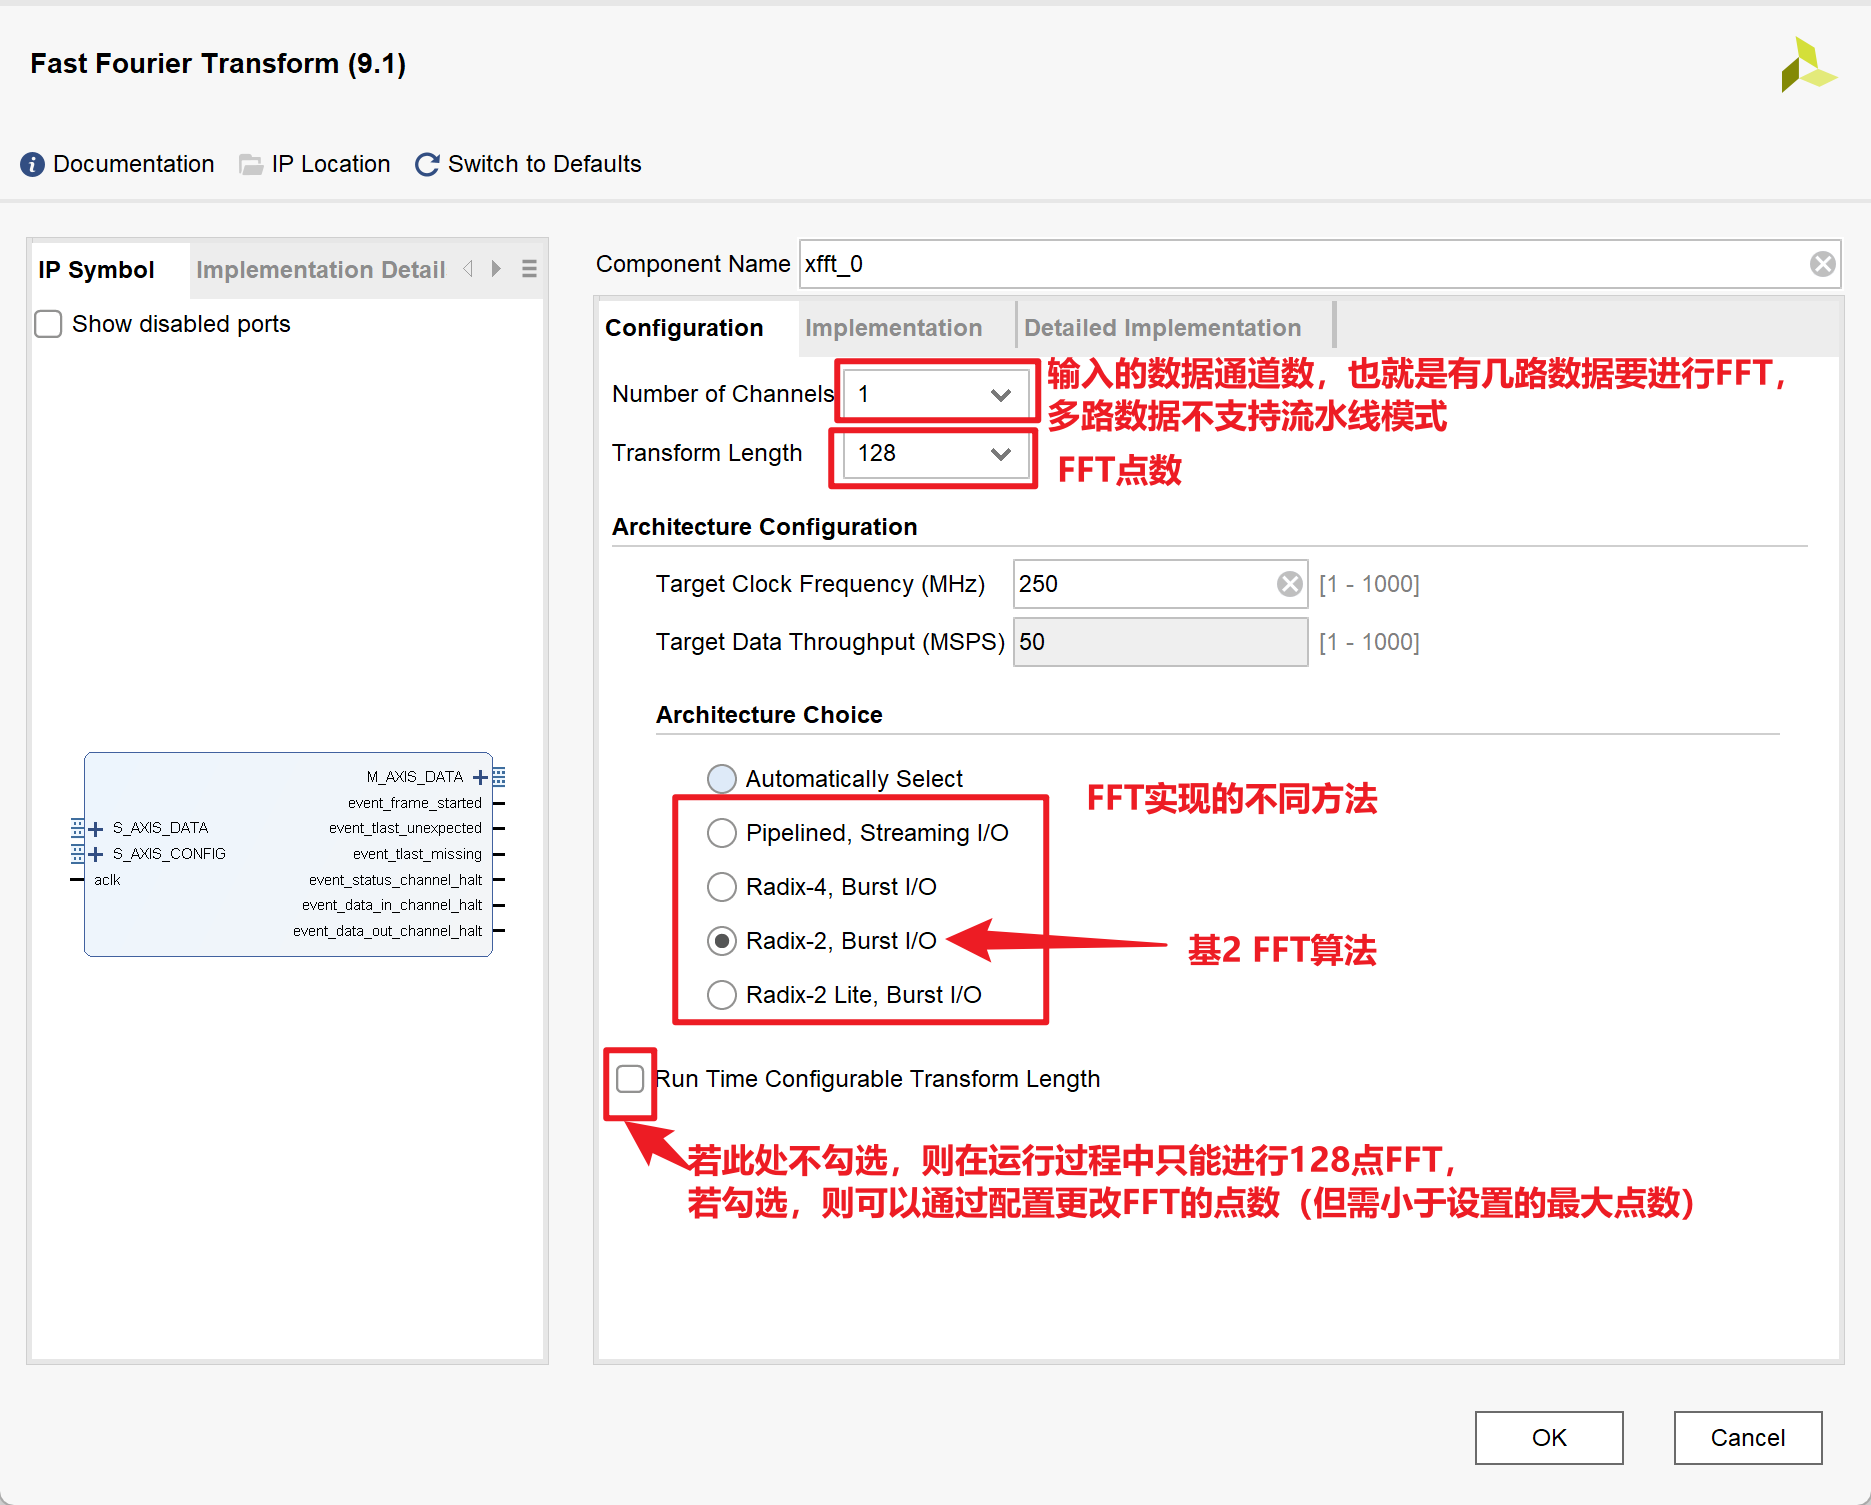 Fast Fourier Transform (9.1)
Documentation IP Location Switch to Defaults
IP Symbol Implementation Detail
Show disabled ports
M_AXIS_DATA
event_frame_started
S_AXIS_DATA event_tlast_unexpected
S_AXIS_CONFIG event_tlast_missing
aclk event_status_channel_halt
event_data_in_channel_halt
event_data_out_channel_halt
Component Name xfft_0
Configuration Implementation Detailed Implementation
Number of Channels 1
输入的数据通道数，也就是有几路数据要进行FFT，
多路数据不支持流水线模式
Transform Length 128
FFT点数
Architecture Configuration
Target Clock Frequency (MHz) 250 [1 - 1000]
Target Data Throughput (MSPS) 50 [1 - 1000]
Architecture Choice
Automatically Select
FFT实现的不同方法
Pipelined, Streaming I/O
Radix-4, Burst I/O
Radix-2, Burst I/O
基2 FFT算法
Radix-2 Lite, Burst I/O
Run Time Configurable Transform Length
若此处不勾选，则在运行过程中只能进行128点FFT，
若勾选，则可以通过配置更改FFT的点数（但需小于设置的最大点数）
OK Cancel